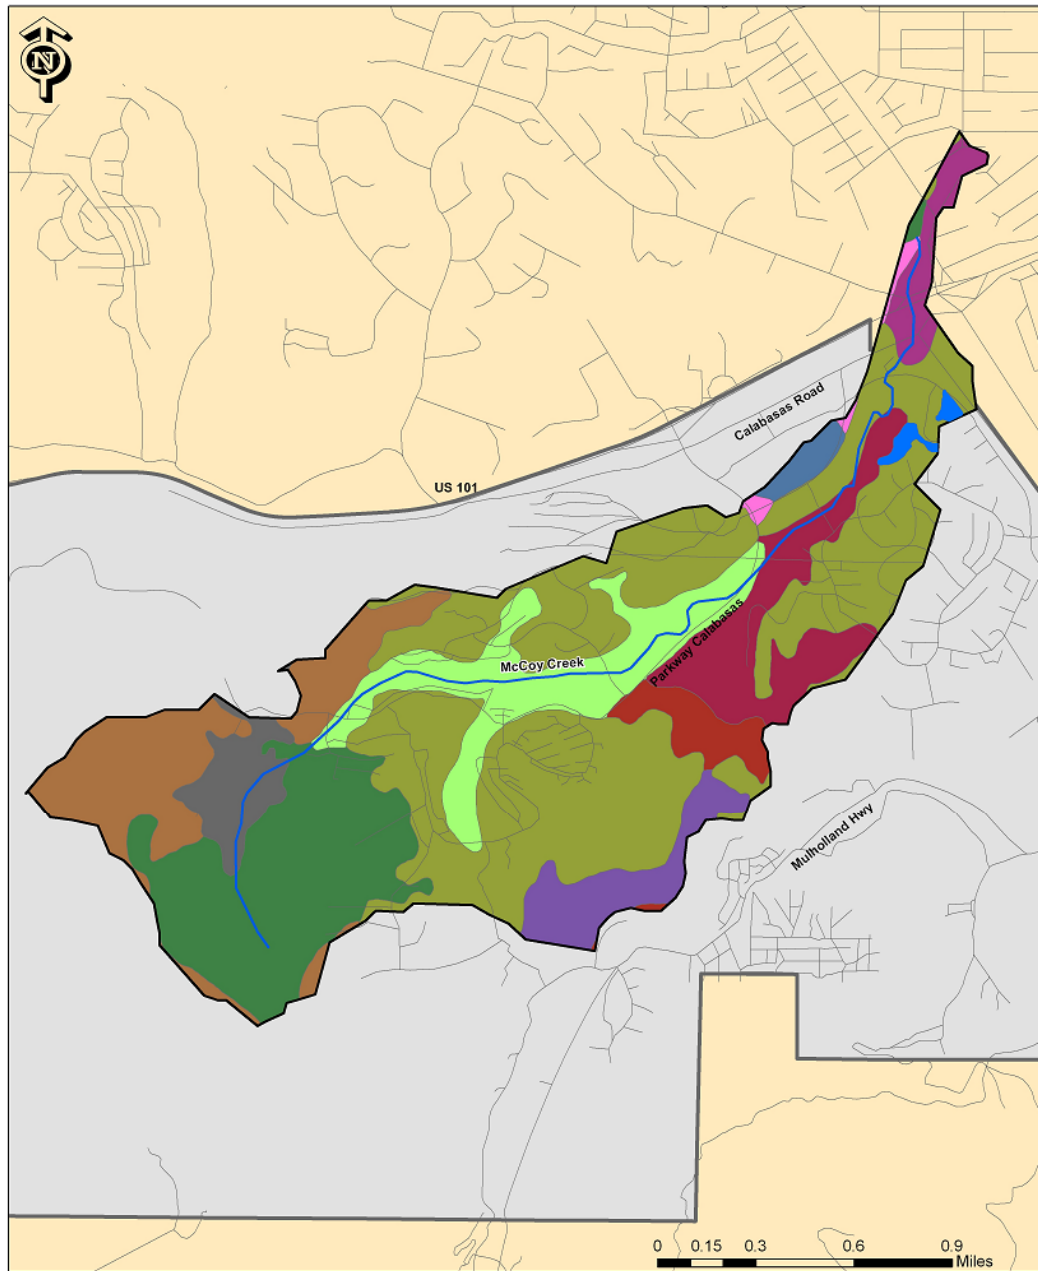 N
Calabasas Road
US 101
McCoy Creek
Parkway Calabasas
Mulholland Hwy
0 0.15 0.3 0.6 0.9
Miles